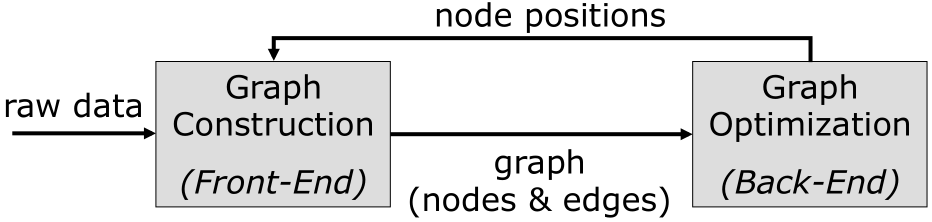 node positions
raw data
Graph
Construction
(Front-End)
graph
(nodes & edges)
Graph
Optimization
(Back-End)